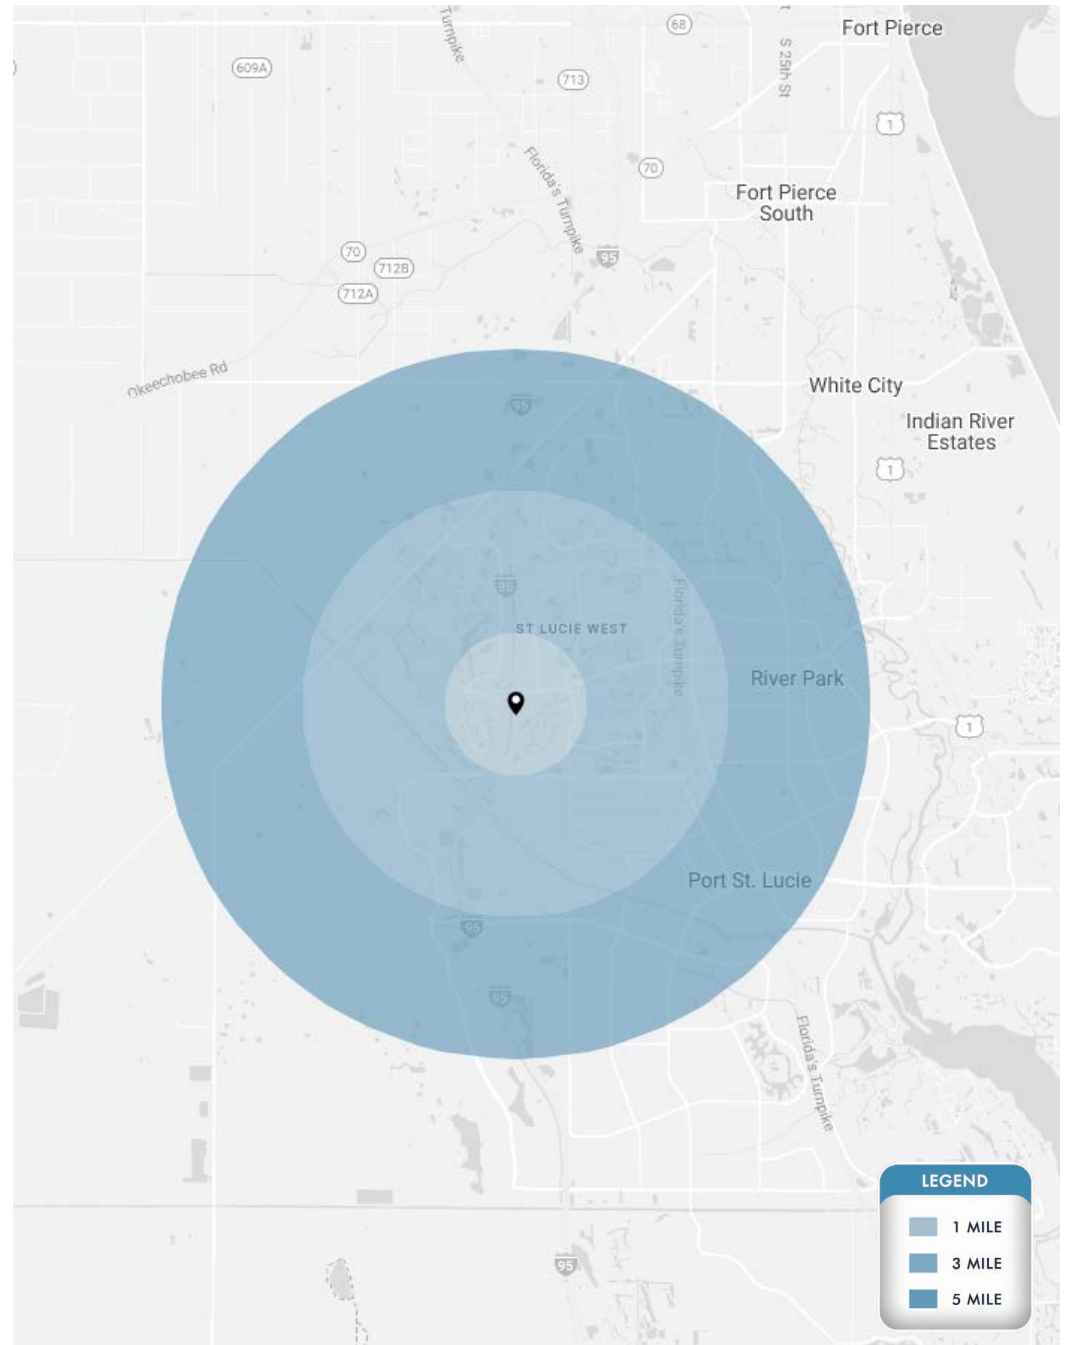 Turnpike
68
Fort Pierce
S 25th St
609A
713
1
Florida's Turnpike
70
Fort Pierce
South
70
95
712B
712A
Okeechobee Rd
White City
95
Indian River
Estates
1
95
Florida's Turnpike
ST LUCIE WEST
River Park
1
Port St. Lucie
95
95
Florida's Turnpike
LEGEND
1 MILE
3 MILE
5 MILE
95